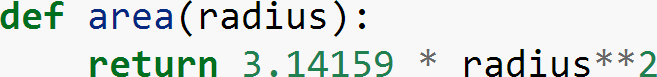 def area(radius):
    return 3.14159 * radius**2